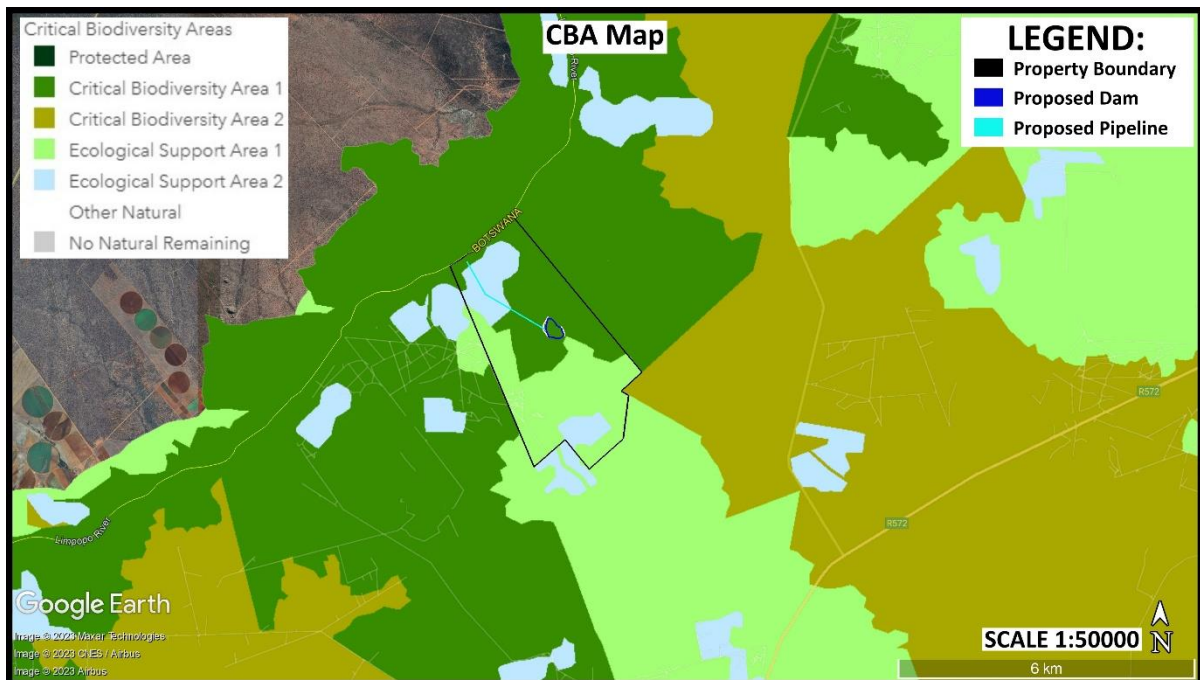 Critical Biodiversity Areas
Protected Area
Critical Biodiversity Area 1
Critical Biodiversity Area 2
Ecological Support Area 1
Ecological Support Area 2
Other Natural
No Natural Remaining
CBA Map
LEGEND:
Property Boundary
Proposed Dam
Proposed Pipeline
River
BOTSWANA
R572
R572
Limpopo River
Google Earth
Image © 2023 Maxar Technologies
Image © 2023 CNES / Airbus
Image © 2023 Airbus
SCALE 1:50000
N
6 km